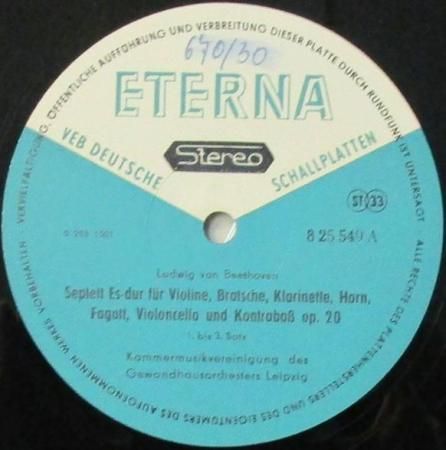 VERVIELFÄLTIGUNG, ÖFFENTLICHE AUFFÜHRUNG UND VERBREITUNG DIESER PLATTE DURCH RUNDFUNK IST UNTERSAGT
ALLE RECHTE DES PLATTENHERSTELLERS UND DES EIGENTÜMERS DES AUFGENOMMENEN WERKES VORBEHALTEN
640/30
ETERNA
VEB DEUTSCHE SCHALLPLATTEN
Stereo
ST 33
8 25 549 A
Ludwig van Beethoven
Septett Es-dur für Violine, Bratsche, Klarinette, Horn,
Fagott, Violoncello und Kontrabaß op. 20
1. bis 3. Satz
Kammermusikvereinigung des
Gewandhausorchesters Leipzig